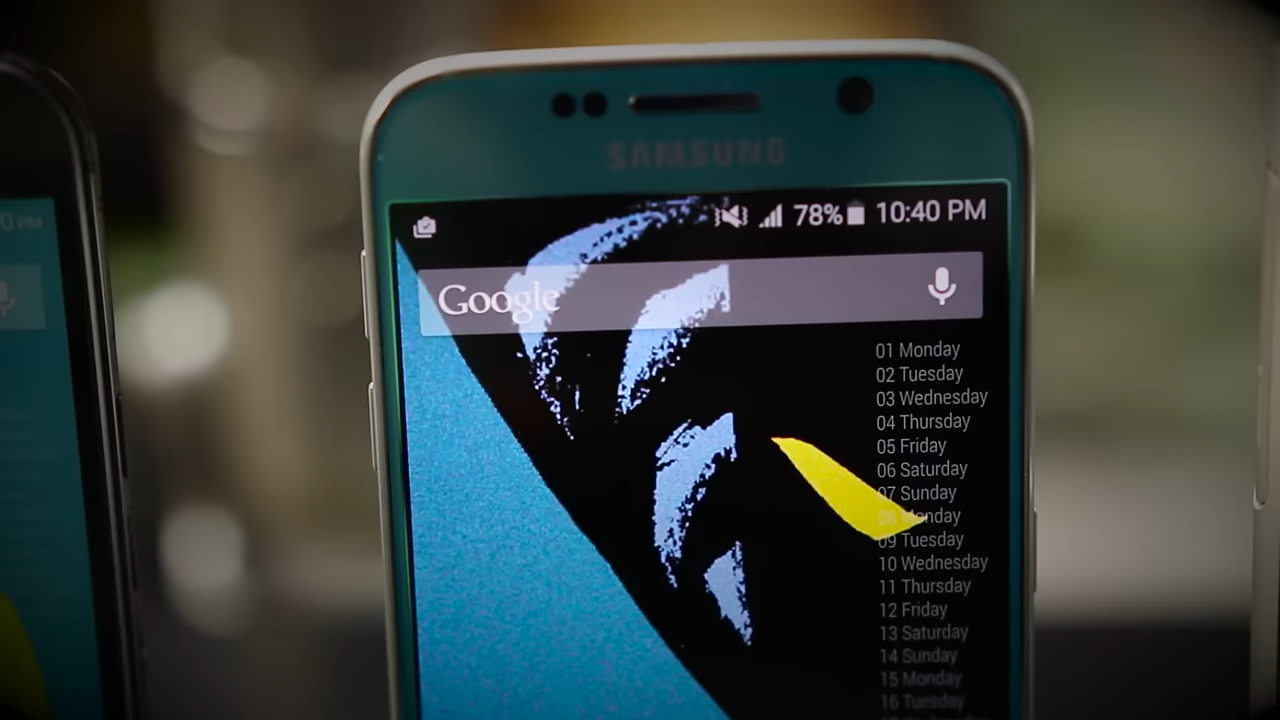 SAMSUNG
78% 10:40 PM
Google
01 Monday
02 Tuesday
03 Wednesday
04 Thursday
05 Friday
06 Saturday
07 Sunday
08 Monday
09 Tuesday
10 Wednesday
11 Thursday
12 Friday
13 Saturday
14 Sunday
15 Monday
16 Tuesday
PM